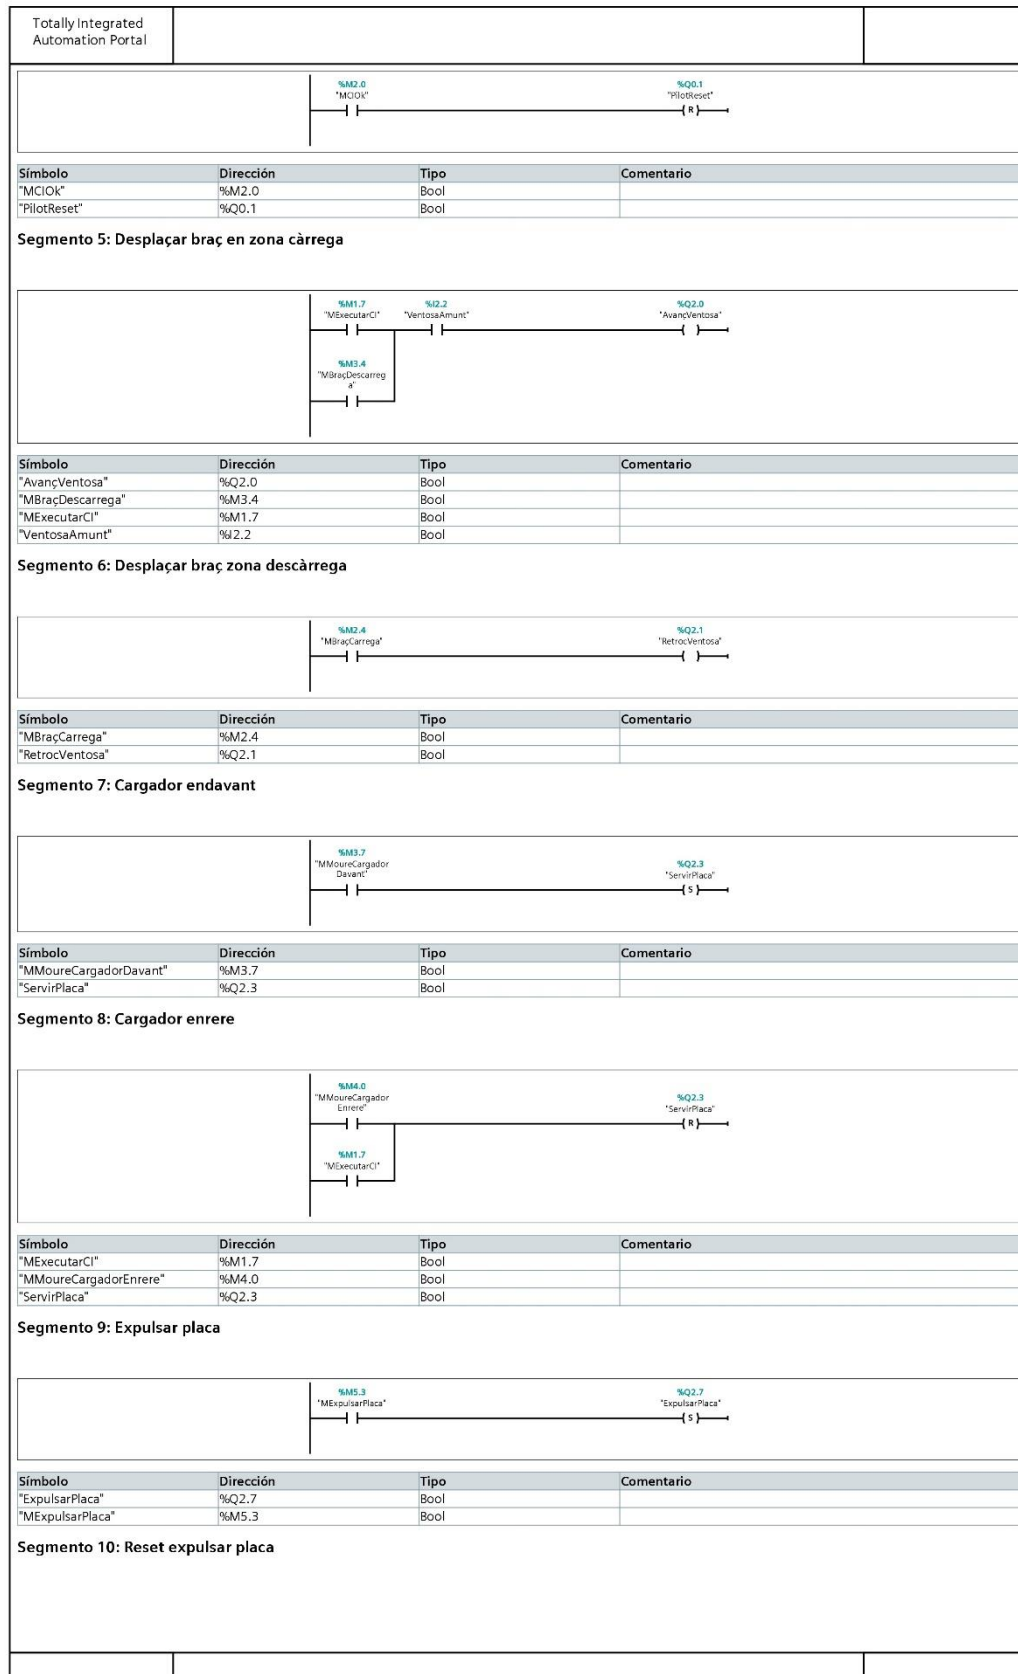 Totally Integrated
Automation Portal
%M2.0
"MCIOk"
%Q0.1
"PilotReset"
R
Símbolo Dirección Tipo Comentario
"MCIOk" %M2.0 Bool
"PilotReset" %Q0.1 Bool
Segmento 5: Desplaçar braç en zona càrrega
%M1.7 %I2.2 %Q2.0
"MExecutarCI" "VentosaAmunt" "AvançVentosa"
%M3.4
"MBraçDescarreg
a"
Símbolo Dirección Tipo Comentario
"AvançVentosa" %Q2.0 Bool
"MBraçDescarrega" %M3.4 Bool
"MExecutarCI" %M1.7 Bool
"VentosaAmunt" %I2.2 Bool
Segmento 6: Desplaçar braç zona descàrrega
%M2.4 %Q2.1
"MBraçCarrega" "RetrocVentosa"
Símbolo Dirección Tipo Comentario
"MBraçCarrega" %M2.4 Bool
"RetrocVentosa" %Q2.1 Bool
Segmento 7: Cargador endavant
%M3.7
"MMoureCargador
Davant"
%Q2.3
"ServirPlaca"
S
Símbolo Dirección Tipo Comentario
"MMoureCargadorDavant" %M3.7 Bool
"ServirPlaca" %Q2.3 Bool
Segmento 8: Cargador enrere
%M4.0
"MMoureCargador
Enrere"
%Q2.3
"ServirPlaca"
R
%M1.7
"MExecutarCI"
Símbolo Dirección Tipo Comentario
"MExecutarCI" %M1.7 Bool
"MMoureCargadorEnrere" %M4.0 Bool
"ServirPlaca" %Q2.3 Bool
Segmento 9: Expulsar placa
%M5.3 %Q2.7
"MExpulsarPlaca" "ExpulsarPlaca"
S
Símbolo Dirección Tipo Comentario
"ExpulsarPlaca" %Q2.7 Bool
"MExpulsarPlaca" %M5.3 Bool
Segmento 10: Reset expulsar placa